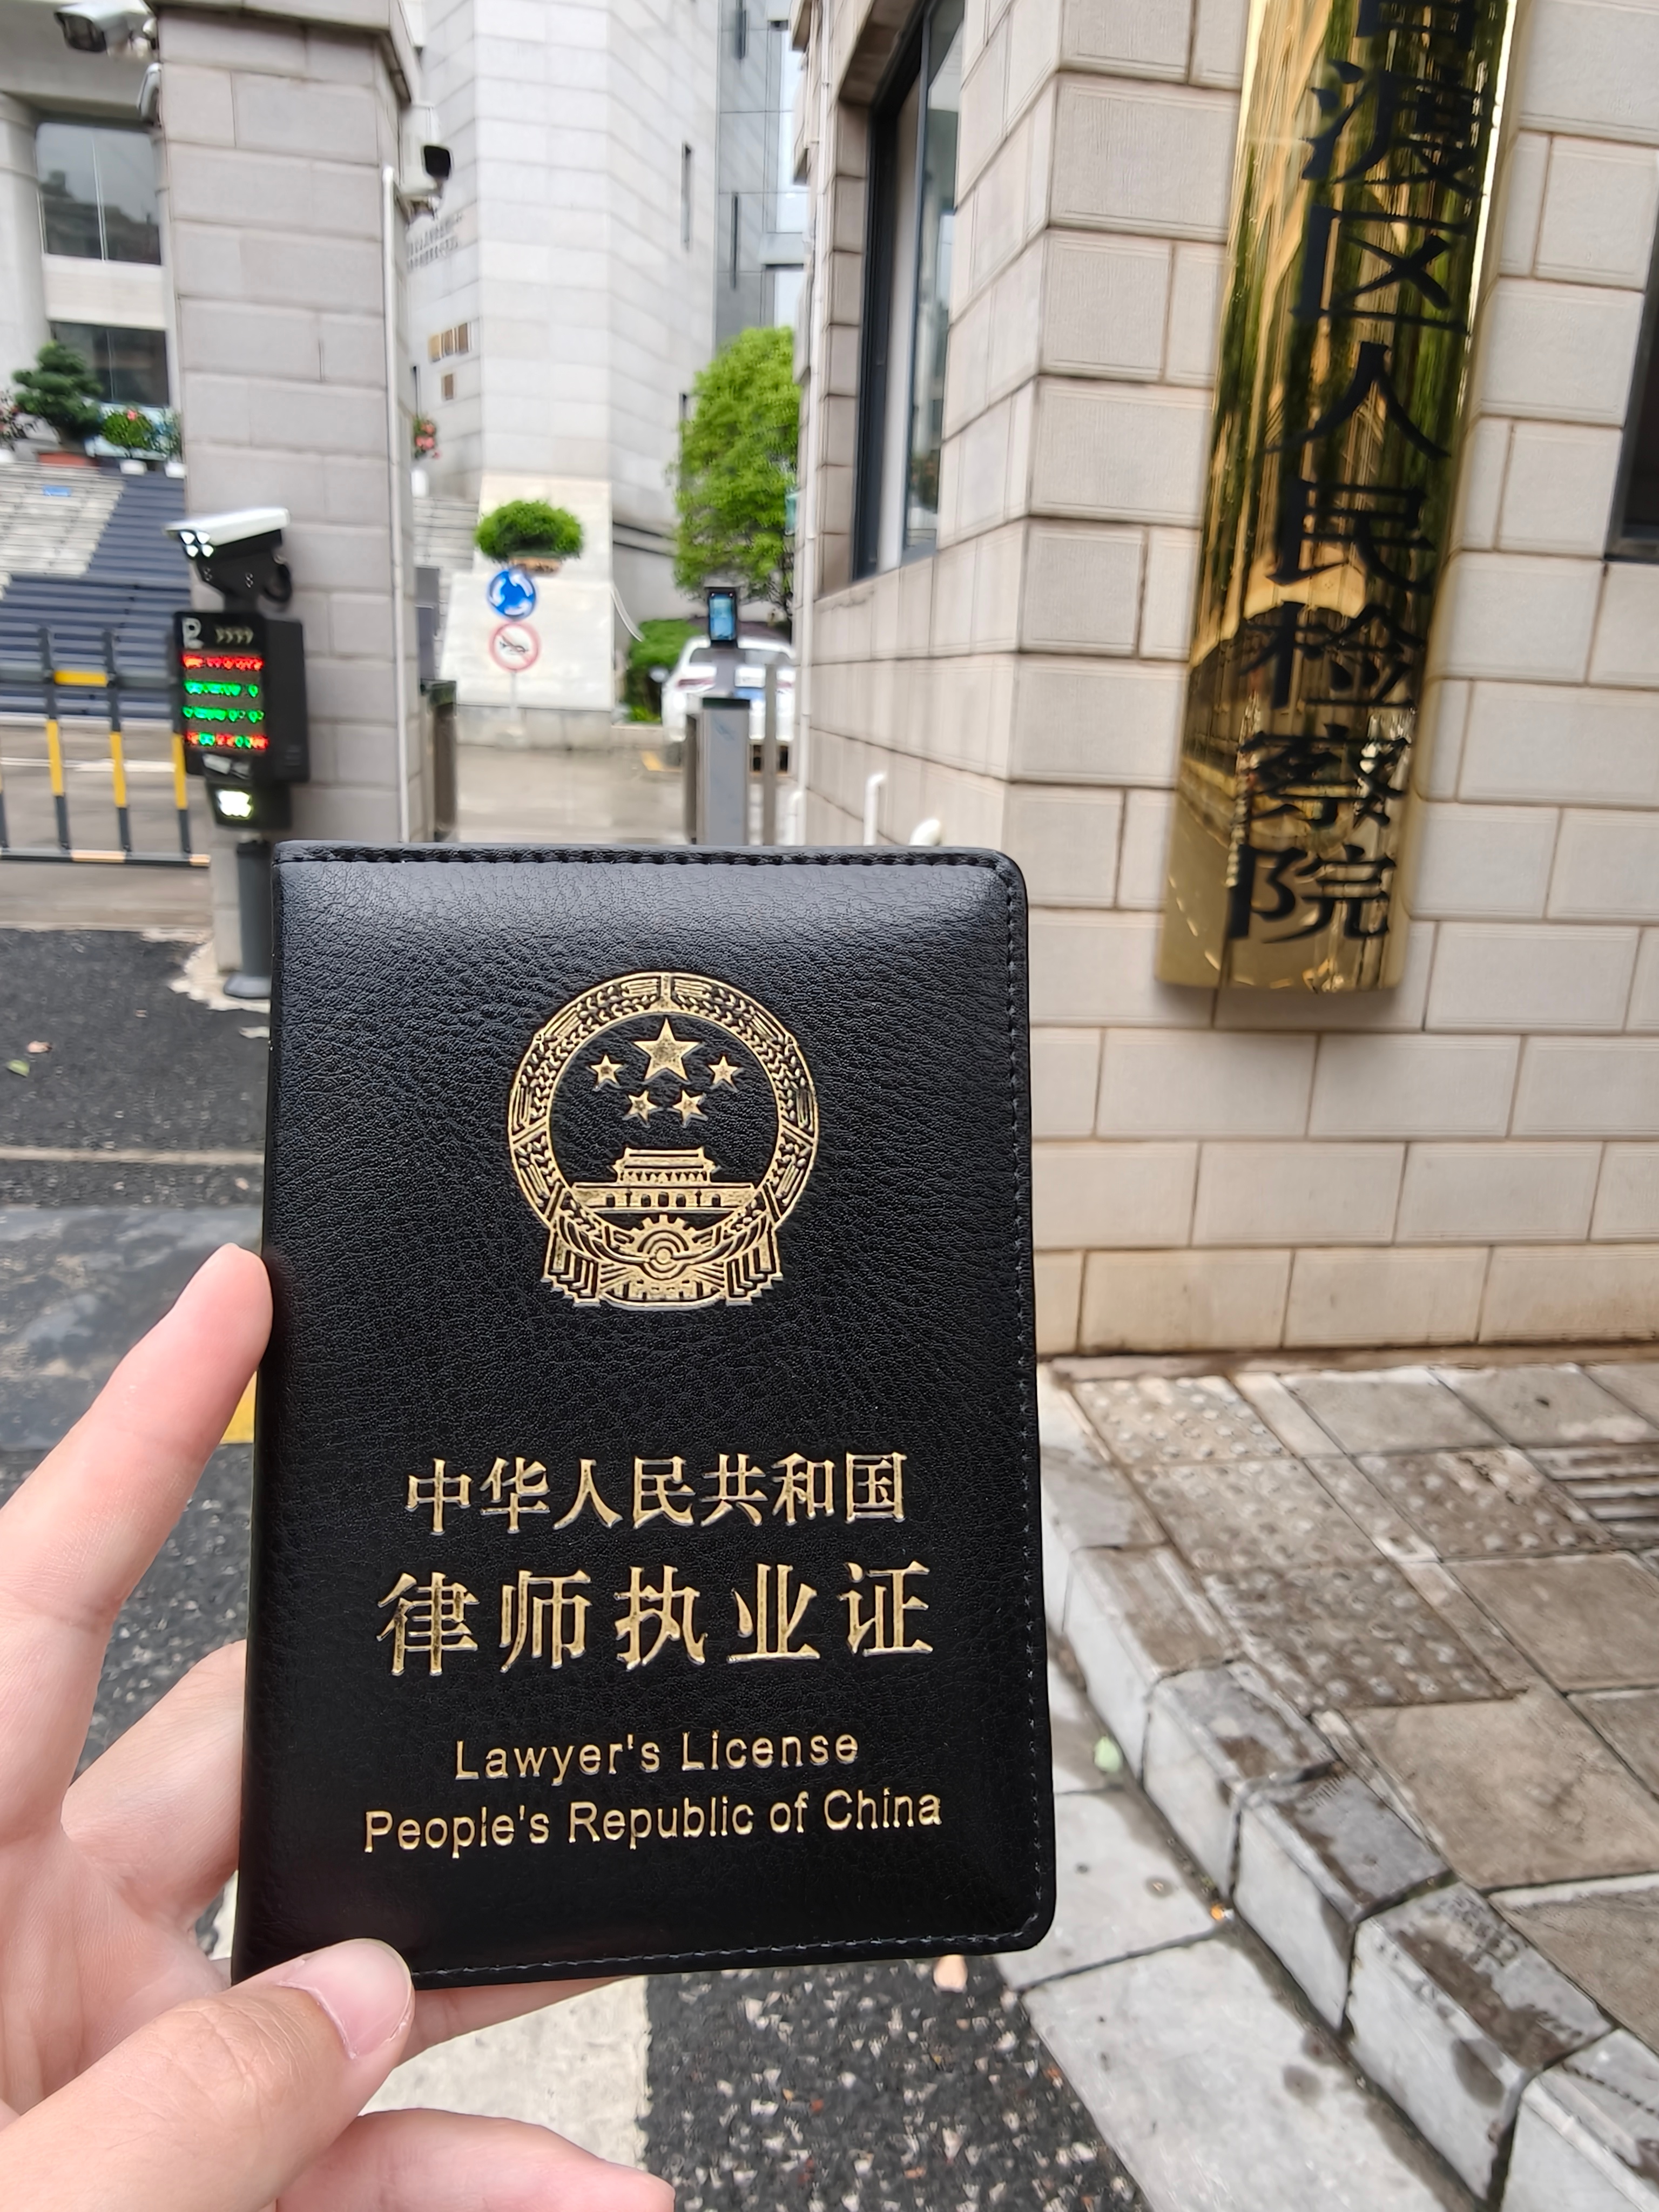 渡区人民检察院
中华人民共和国
律师执业证
Lawyer's License
People's Republic of China